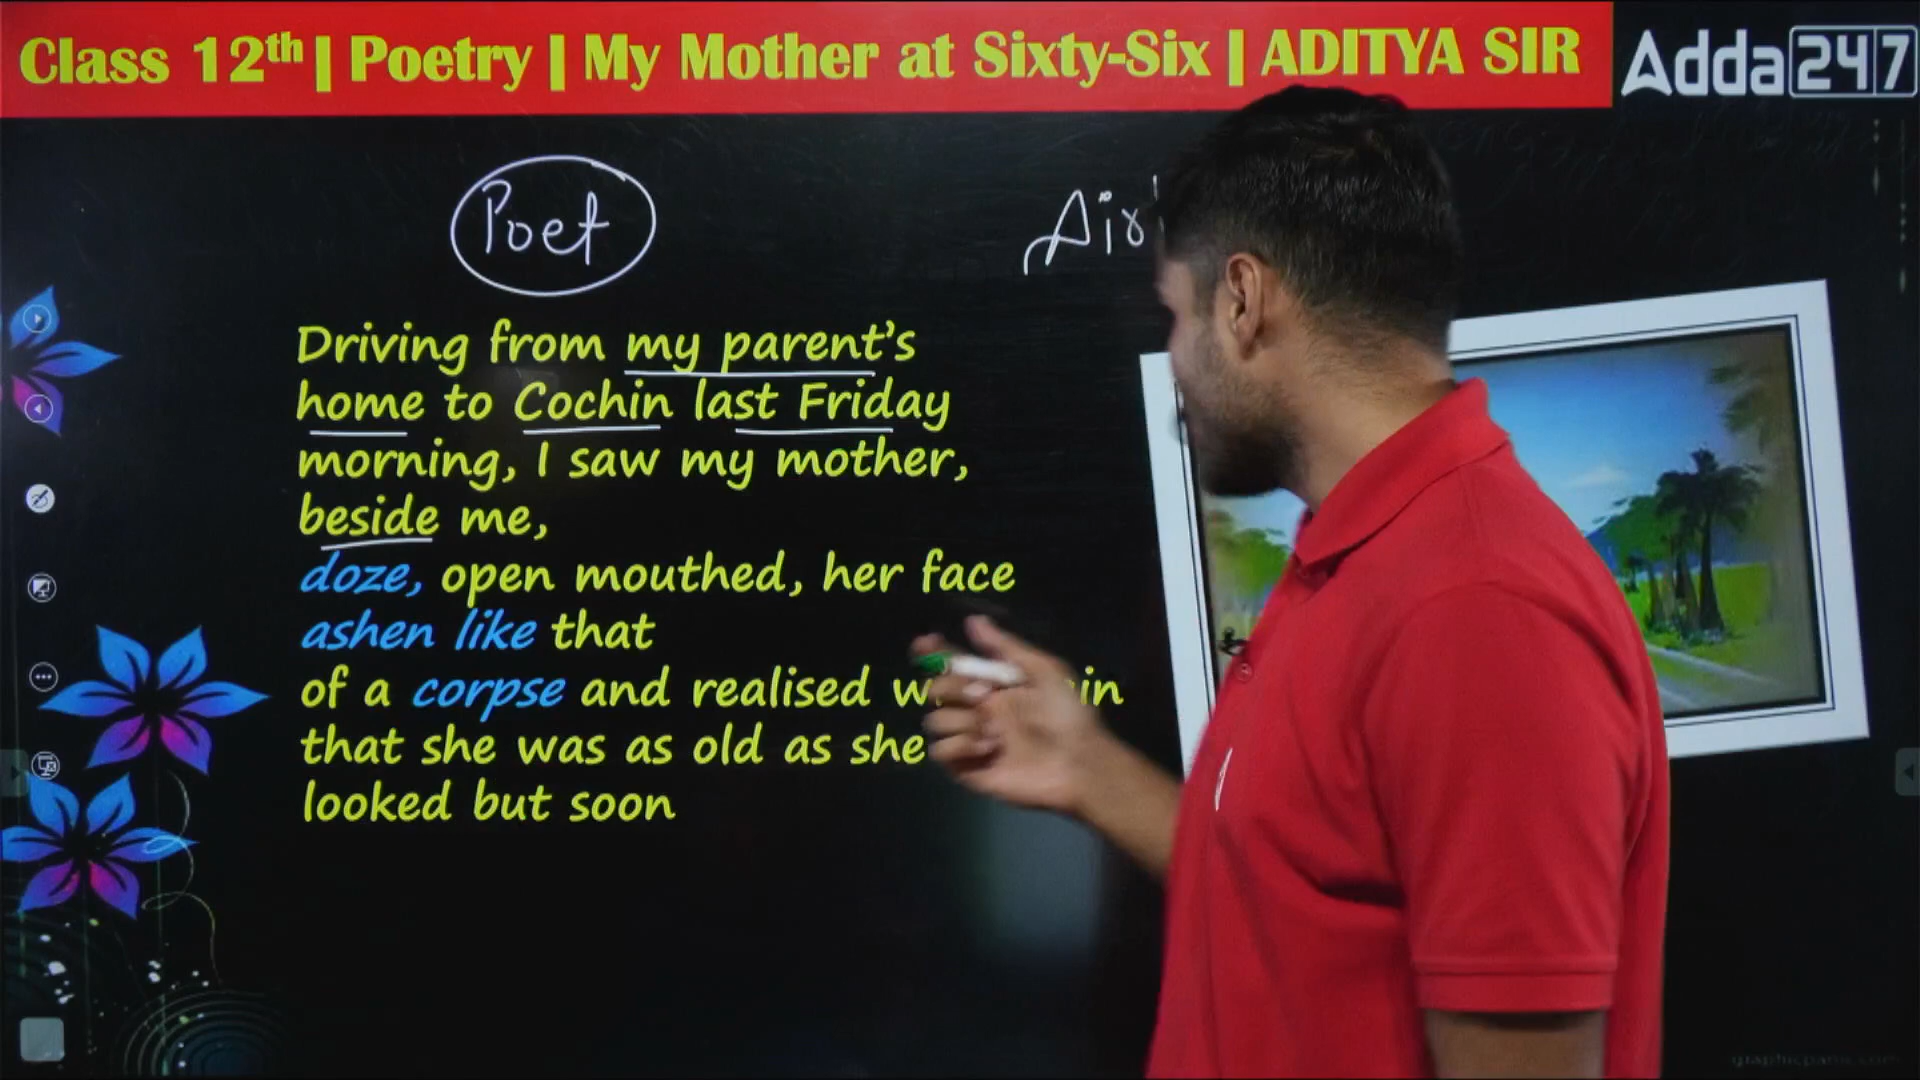 Class 12th | Poetry | My Mother at Sixty-Six | ADITYA SIR
Adda247
Poet
Driving from my parent's
home to Cochin last Friday
morning, I saw my mother,
beside me,
doze, open mouthed, her face
ashen like that
of a corpse and realised
that she was as old as she
looked but soon